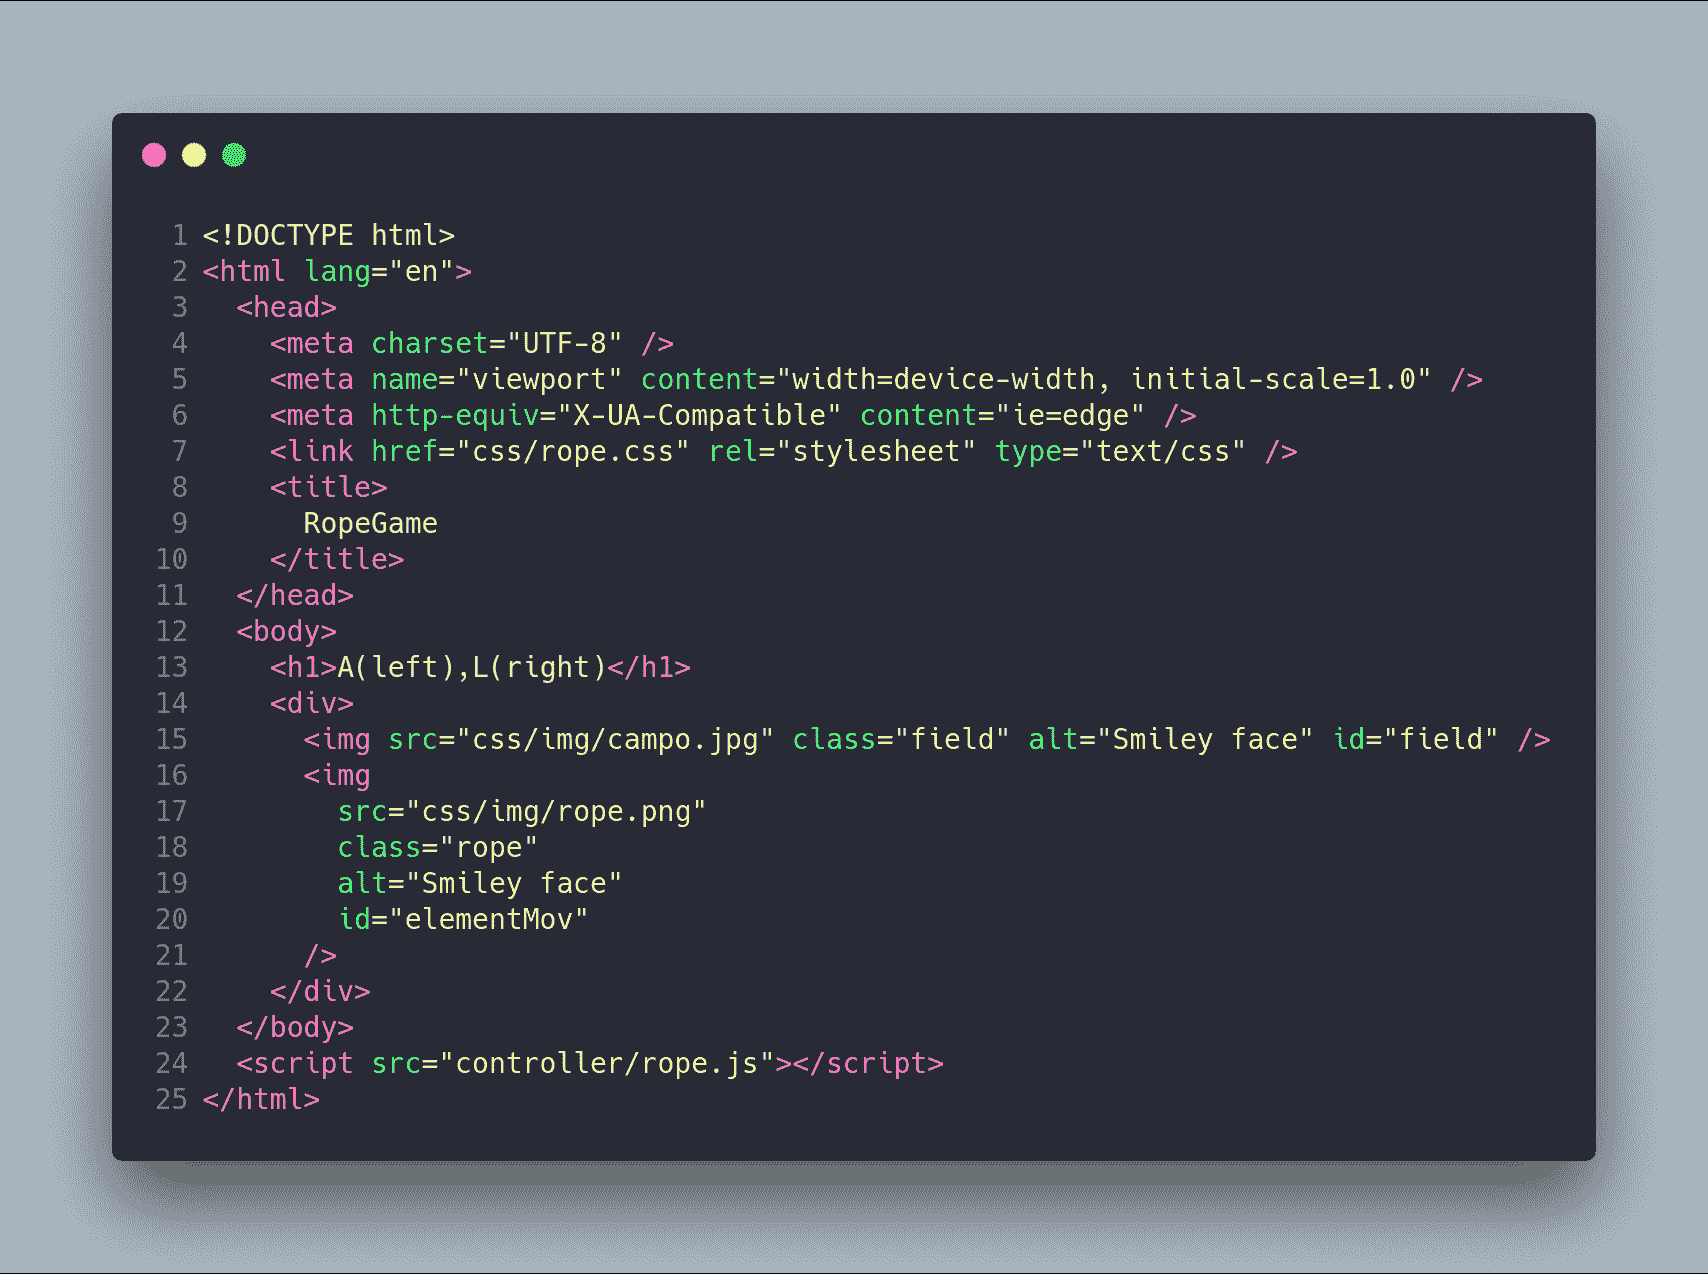 1 <!DOCTYPE html>
2 <html lang="en">
3   <head>
4     <meta charset="UTF-8" />
5     <meta name="viewport" content="width=device-width, initial-scale=1.0" />
6     <meta http-equiv="X-UA-Compatible" content="ie=edge" />
7     <link href="css/rope.css" rel="stylesheet" type="text/css" />
8     <title>
9       RopeGame
10     </title>
11   </head>
12   <body>
13     <h1>A(left),L(right)</h1>
14     <div>
15       <img src="css/img/campo.jpg" class="field" alt="Smiley face" id="field" />
16       <img
17         src="css/img/rope.png"
18         class="rope"
19         alt="Smiley face"
20         id="elementMov"
21       />
22     </div>
23   </body>
24   <script src="controller/rope.js"></script>
25 </html>